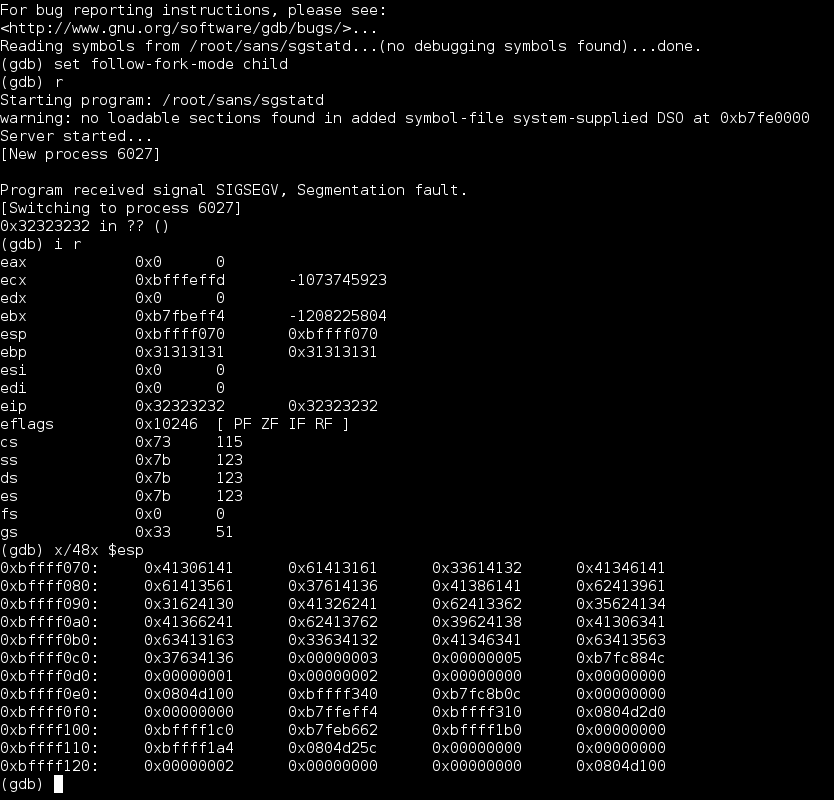 For bug reporting instructions, please see:
<http://www.gnu.org/software/gdb/bugs/>...
Reading symbols from /root/sans/sgstatd...(no debugging symbols found)...done.
(gdb) set follow-fork-mode child
(gdb) r
Starting program: /root/sans/sgstatd
warning: no loadable sections found in added symbol-file system-supplied DSO at 0xb7fe0000
Server started...
[New process 6027]
Program received signal SIGSEGV, Segmentation fault.
[Switching to process 6027]
0x32323232 in ?? ()
(gdb) i r
eax 0x0 0
ecx 0xbfffeffd -1073745923
edx 0x0 0
ebx 0xb7fbeff4 -1208225804
esp 0xbffff070 0xbffff070
ebp 0x31313131 0x31313131
esi 0x0 0
edi 0x0 0
eip 0x32323232 0x32323232
eflags 0x10246 [ PF ZF IF RF ]
cs 0x73 115
ss 0x7b 123
ds 0x7b 123
es 0x7b 123
fs 0x0 0
gs 0x33 51
(gdb) x/48x $esp
0xbffff070: 0x41306141 0x61413161 0x33614132 0x41346141
0xbffff080: 0x61413561 0x37614136 0x41386141 0x62413961
0xbffff090: 0x31624130 0x41326241 0x62413362 0x35624134
0xbffff0a0: 0x41366241 0x62413762 0x39624138 0x41306341
0xbffff0b0: 0x63413163 0x33634132 0x41346341 0x63413563
0xbffff0c0: 0x37634136 0x00000003 0x00000005 0xb7fc884c
0xbffff0d0: 0x00000001 0x00000002 0x00000000 0x00000000
0xbffff0e0: 0x0804d100 0xbffff340 0xb7fc8b0c 0x00000000
0xbffff0f0: 0x00000000 0xb7ffeff4 0xbffff310 0x0804d2d0
0xbffff100: 0xbffff1c0 0xb7feb662 0xbffff1b0 0x00000000
0xbffff110: 0xbffff1a4 0x0804d25c 0x00000000 0x00000000
0xbffff120: 0x00000002 0x00000000 0x00000000 0x0804d100
(gdb)